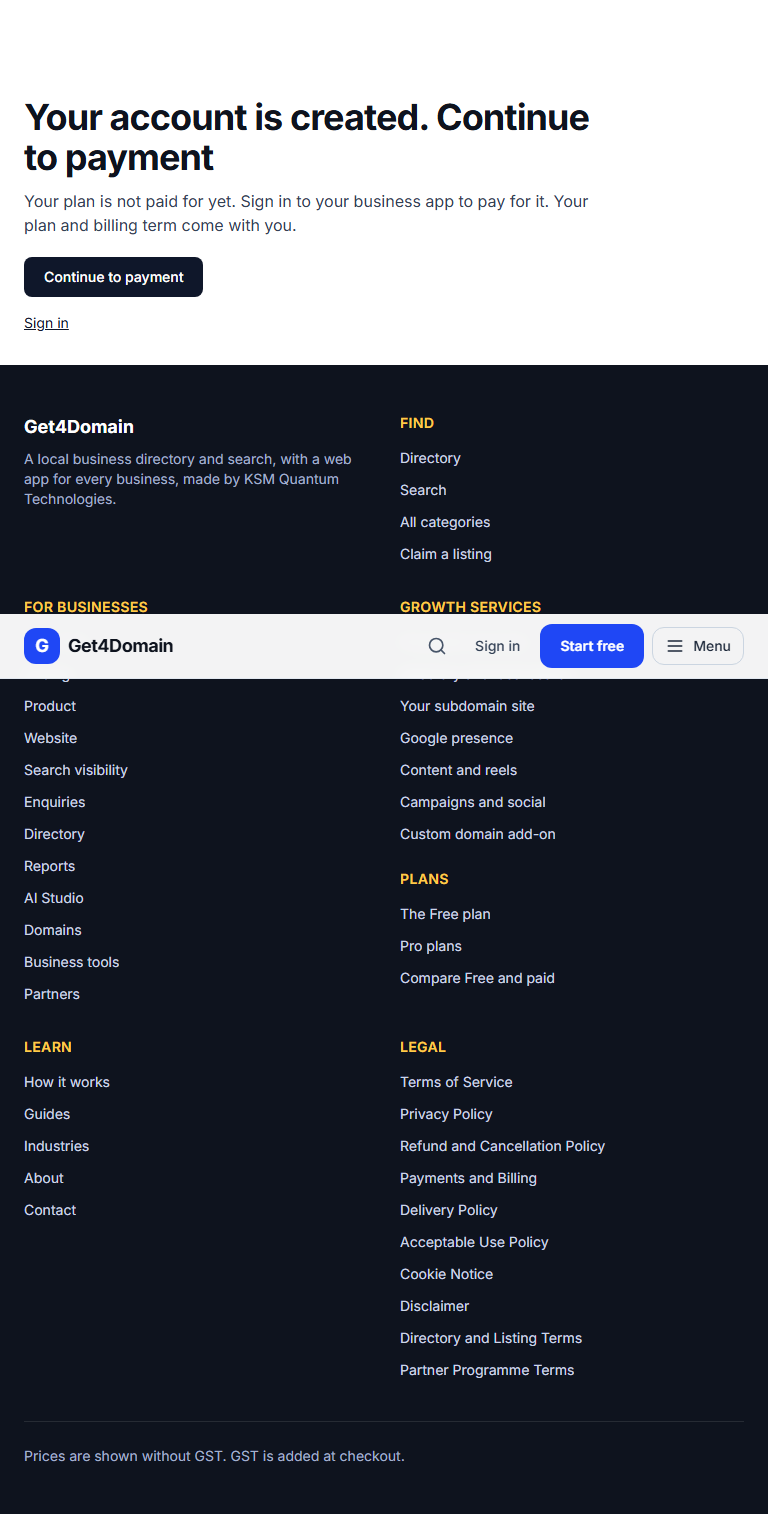 Your account is created. Continue
to payment
Your plan is not paid for yet. Sign in to your business app to pay for it. Your
plan and billing term come with you.
Continue to payment
Sign in
Get4Domain
A local business directory and search, with a web
app for every business, made by KSM Quantum
Technologies.
FIND
Directory
Search
All categories
Claim a listing
FOR BUSINESSES
GROWTH SERVICES
G
Get4Domain
Sign in
Start free
Menu
Product
Website
Search visibility
Enquiries
Directory
Reports
AI Studio
Domains
Business tools
Partners
Your subdomain site
Google presence
Content and reels
Campaigns and social
Custom domain add-on
PLANS
The Free plan
Pro plans
Compare Free and paid
LEARN
How it works
Guides
Industries
About
Contact
LEGAL
Terms of Service
Privacy Policy
Refund and Cancellation Policy
Payments and Billing
Delivery Policy
Acceptable Use Policy
Cookie Notice
Disclaimer
Directory and Listing Terms
Partner Programme Terms
Prices are shown without GST. GST is added at checkout.